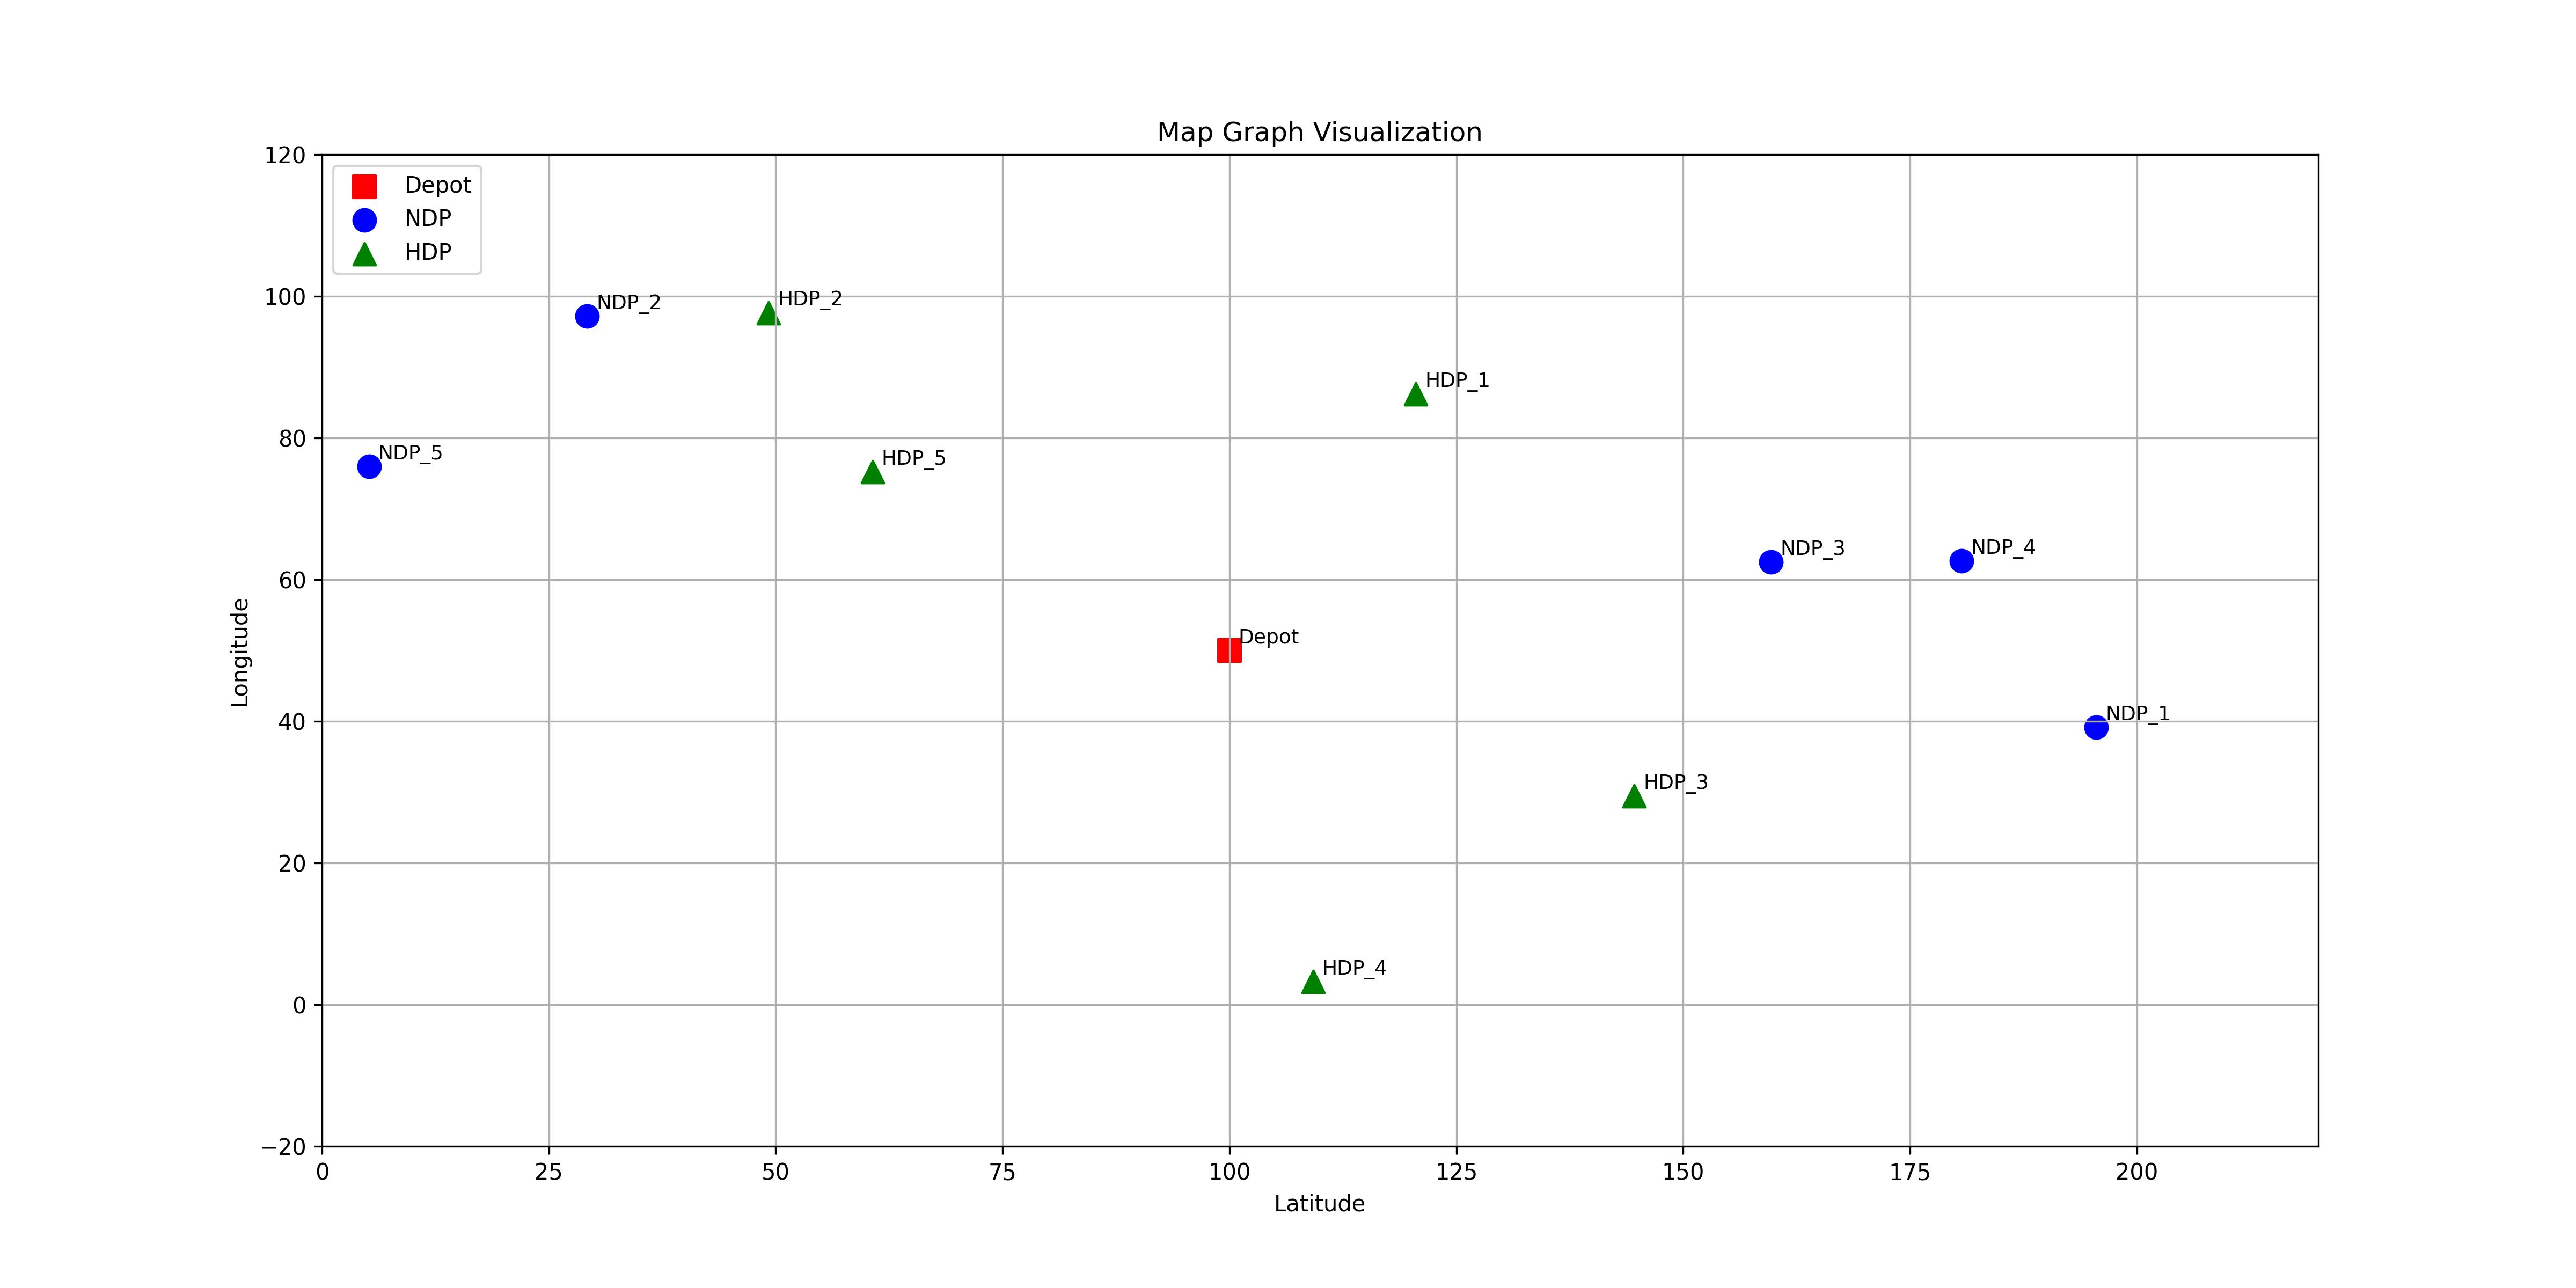 Map Graph Visualization
120
100
80
60
40
20
0
−20
Longitude
Depot
NDP
HDP
NDP_2
HDP_2
HDP_1
NDP_5
HDP_5
NDP_3
NDP_4
Depot
NDP_1
HDP_3
HDP_4
0 25 50 75 100 125 150 175 200
Latitude